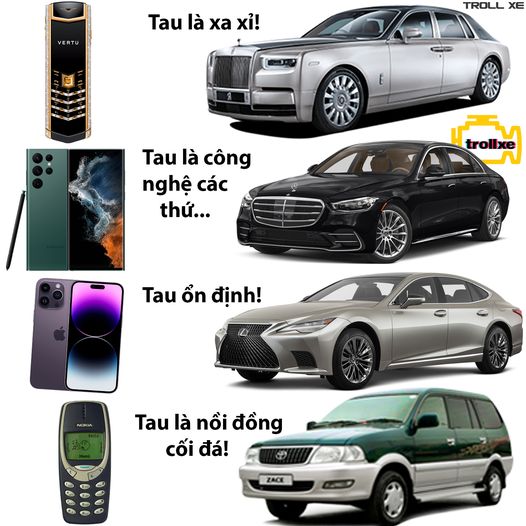 TROLL XE
VERTU
Tau là xa xỉ!
trollxe
Tau là công
nghệ các
thứ...
Tau ổn định!
NOKIA
Tau là nồi đồng
cối đá!
ZACE